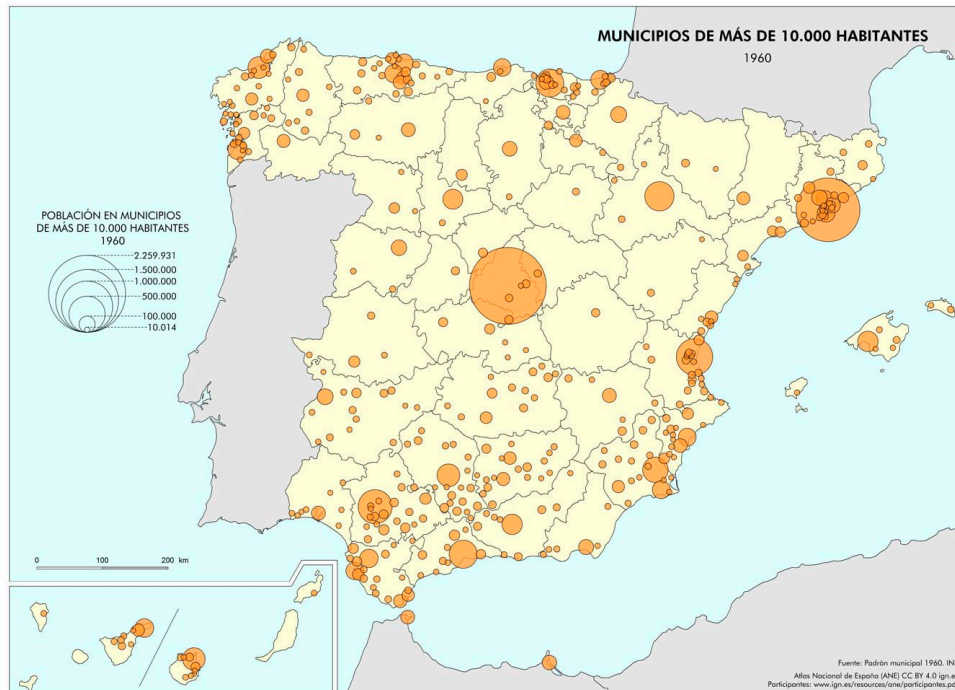 MUNICIPIOS DE MÁS DE 10.000 HABITANTES
1960
POBLACIÓN EN MUNICIPIOS
DE MÁS DE 10.000 HABITANTES
1960
2.259.931
1.500.000
1.000.000
500.000
100.000
10.014
0 100 200 km
Fuente: Padrón municipal 1960. IN
Atlas Nacional de España (ANE) CC BY 4.0 ign.e
Participantes: www.ign.es/resources/ane/participantes.pd